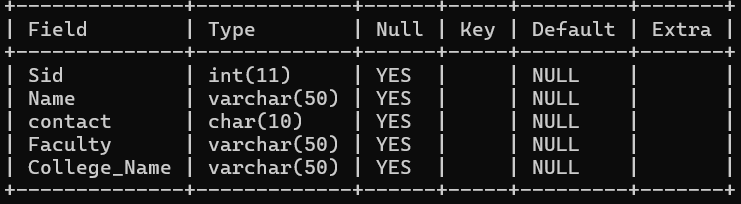 +--------------+-------------+------+-----+---------+-------+
| Field        | Type        | Null | Key | Default | Extra |
+--------------+-------------+------+-----+---------+-------+
| Sid          | int(11)     | YES  |     | NULL    |       |
| Name         | varchar(50) | YES  |     | NULL    |       |
| contact      | char(10)    | YES  |     | NULL    |       |
| Faculty      | varchar(50) | YES  |     | NULL    |       |
| College_Name | varchar(50) | YES  |     | NULL    |       |
+--------------+-------------+------+-----+---------+-------+